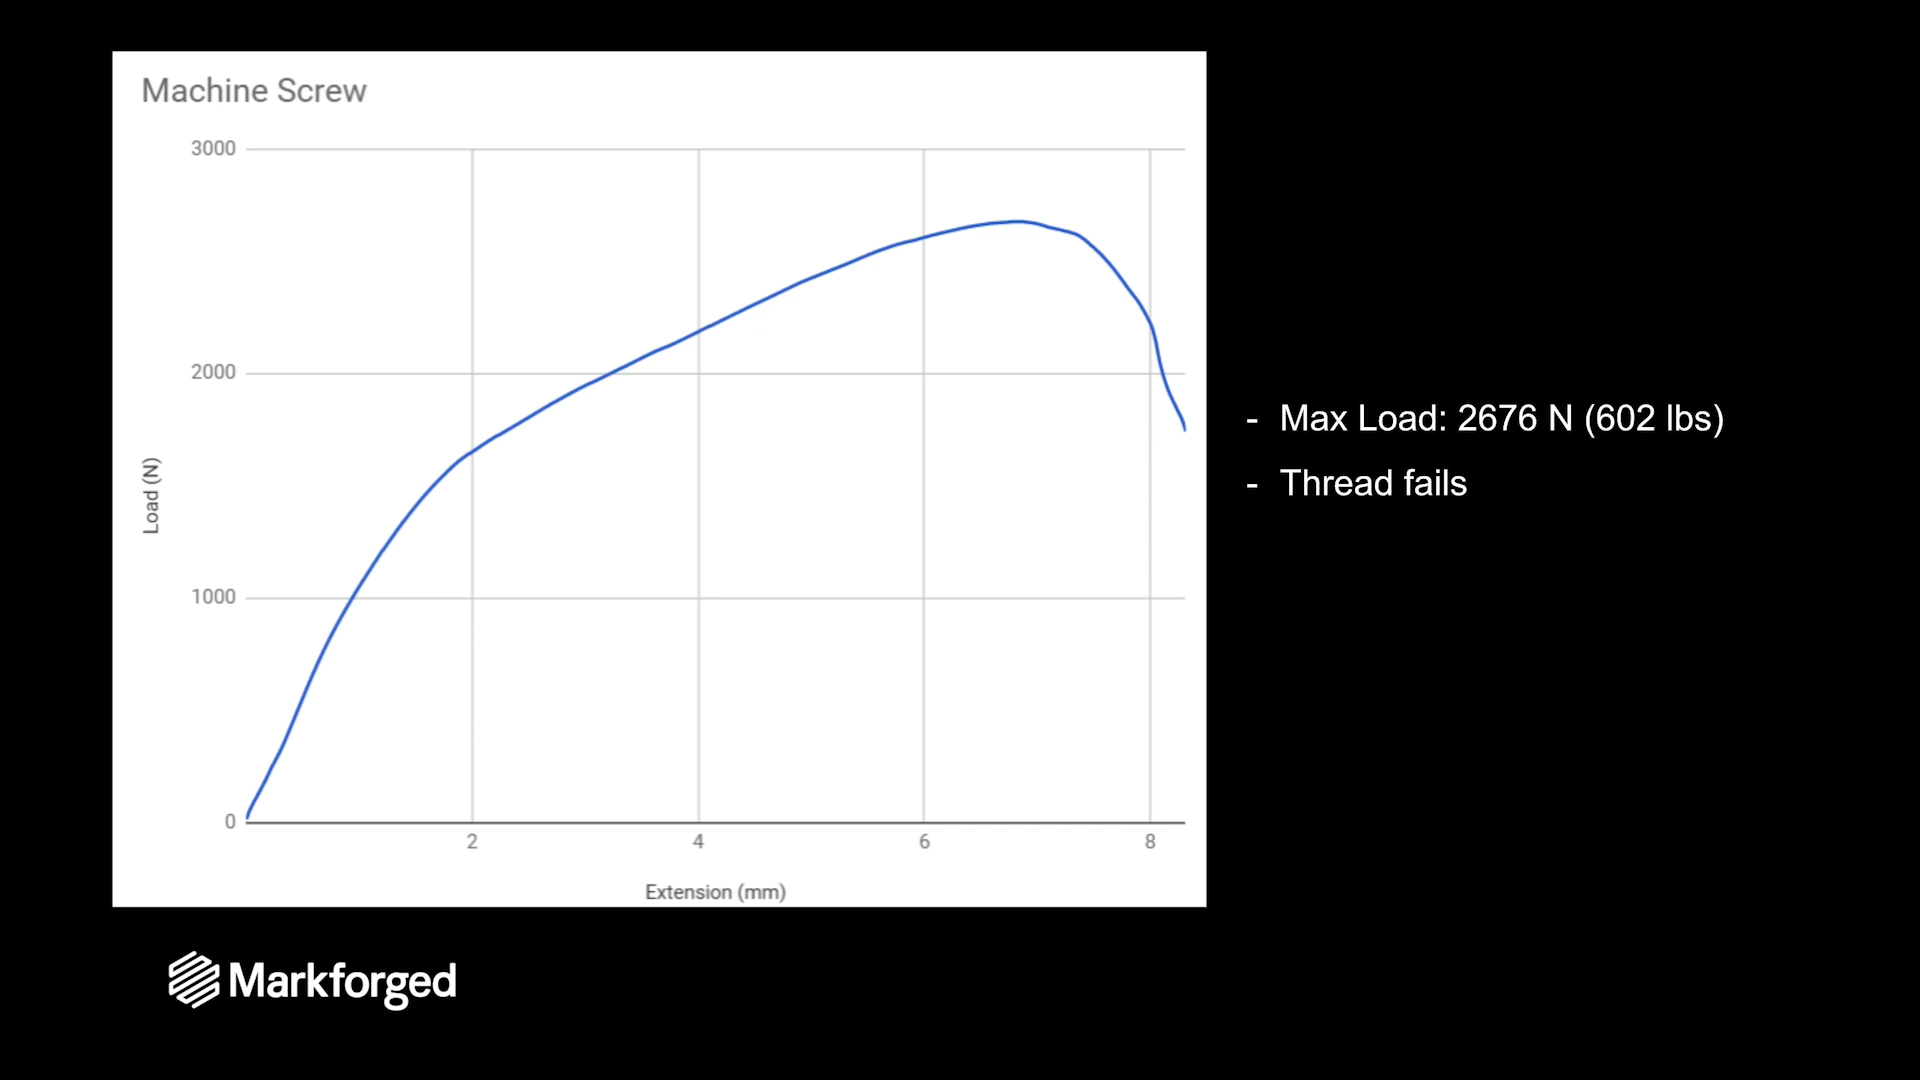 Machine Screw
3000
2000
1000
0
Load (N)
2 4 6 8
Extension (mm)
- Max Load: 2676 N (602 lbs)
- Thread fails
Markforged